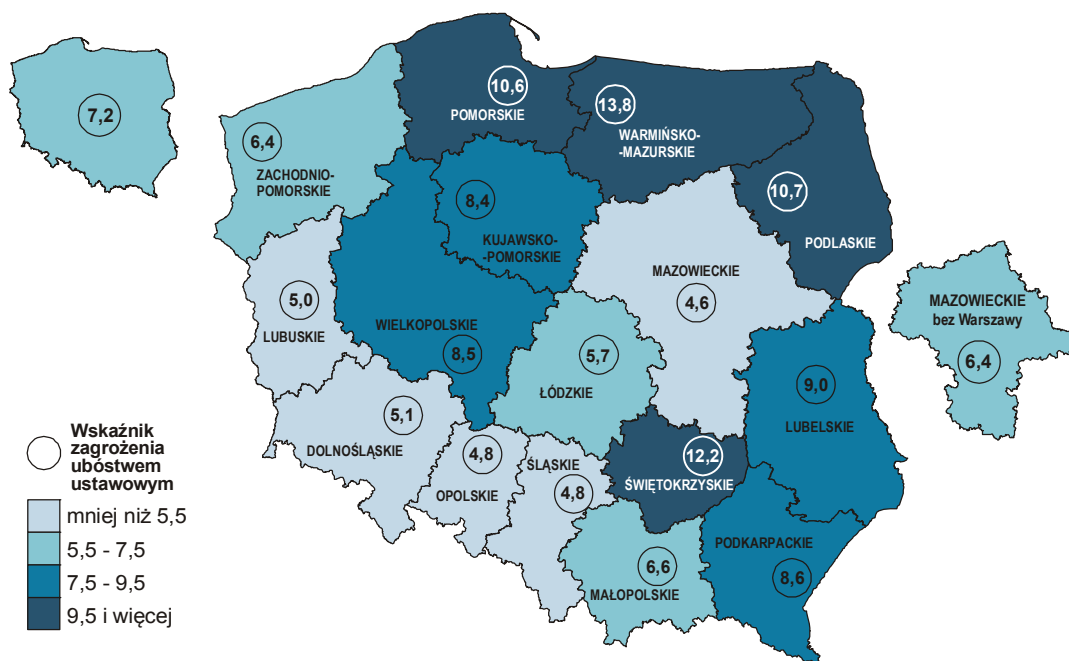 7,2
10,6
POMORSKIE
13,8
WARMIŃSKO-
-MAZURSKIE
6,4
ZACHODNIO-
POMORSKIE
10,7
PODLASKIE
8,4
KUJAWSKO-
-POMORSKIE
MAZOWIECKIE
4,6
MAZOWIECKIE
bez Warszawy
6,4
5,0
LUBUSKIE
WIELKOPOLSKIE
8,5
5,7
ŁÓDZKIE
9,0
LUBELSKIE
5,1
DOLNOŚLĄSKIE
4,8
OPOLSKIE
ŚLĄSKIE
4,8
12,2
ŚWIĘTOKRZYSKIE
PODKARPACKIE
8,6
6,6
MAŁOPOLSKIE
Wskaźnik
zagrożenia
ubóstwem
ustawowym
mniej niż 5,5
5,5 - 7,5
7,5 - 9,5
9,5 i więcej